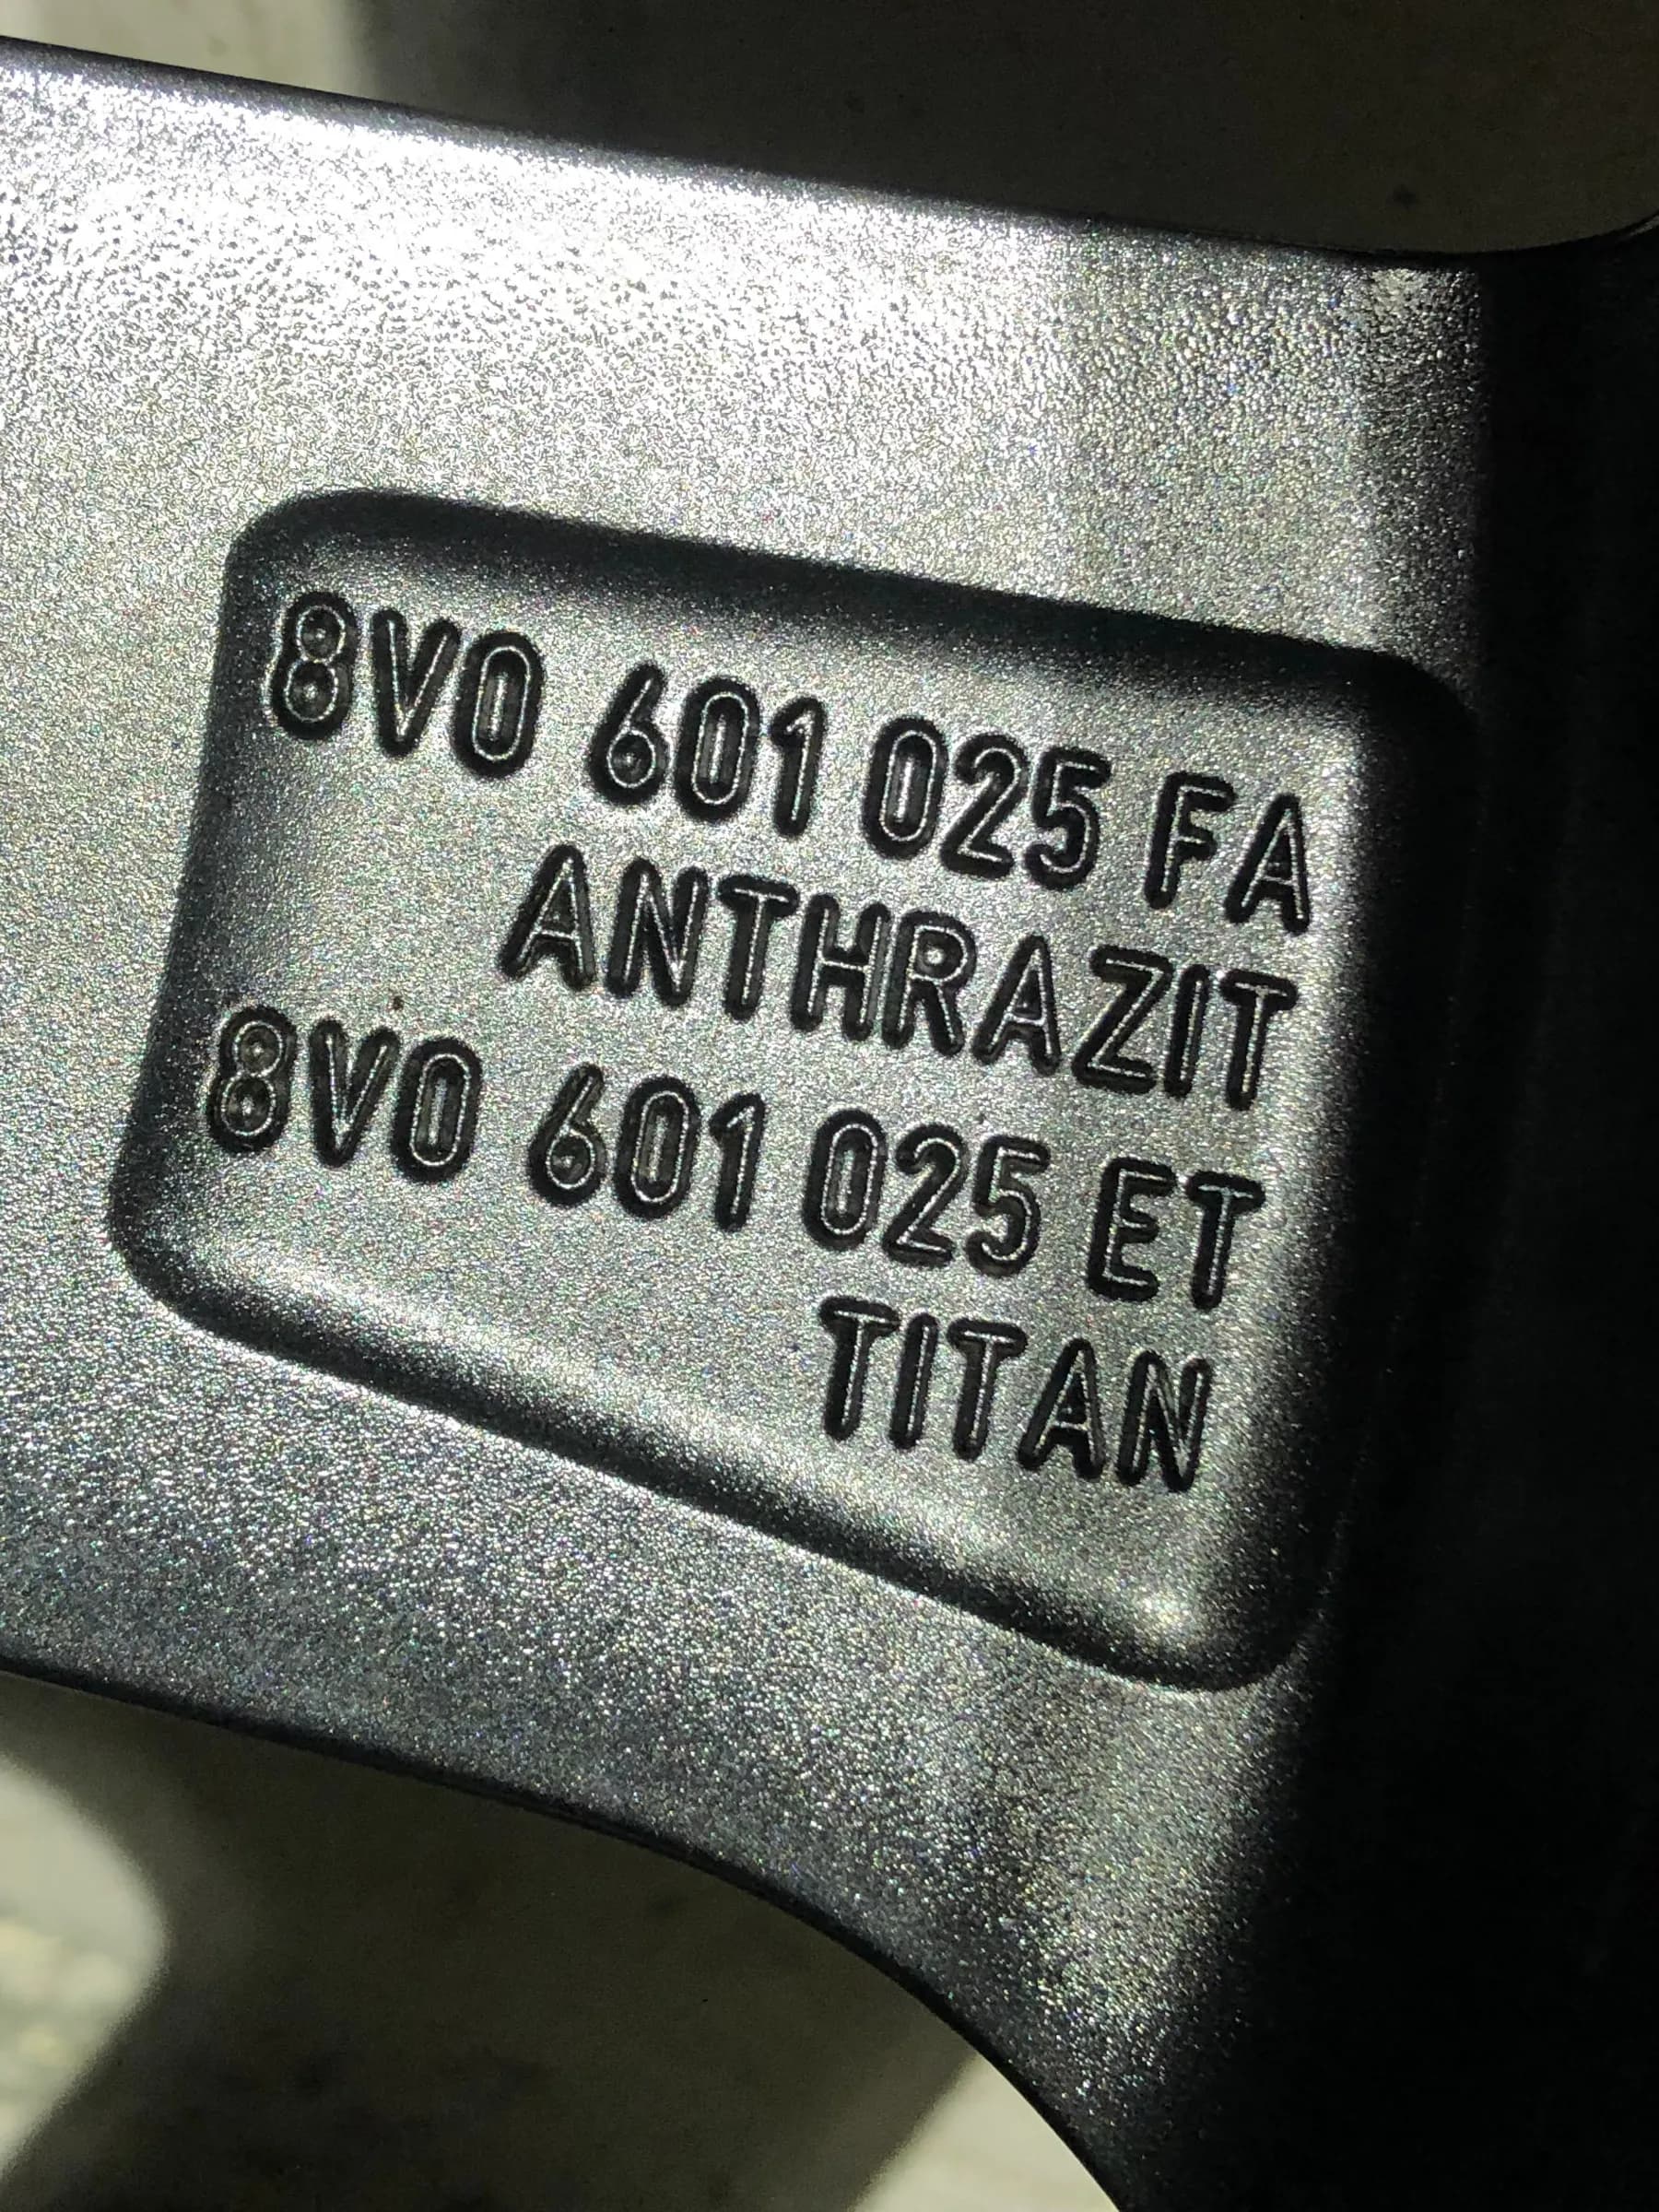 8V0 601 025 FA
ANTHRAZIT
8V0 601 025 ET
TITAN